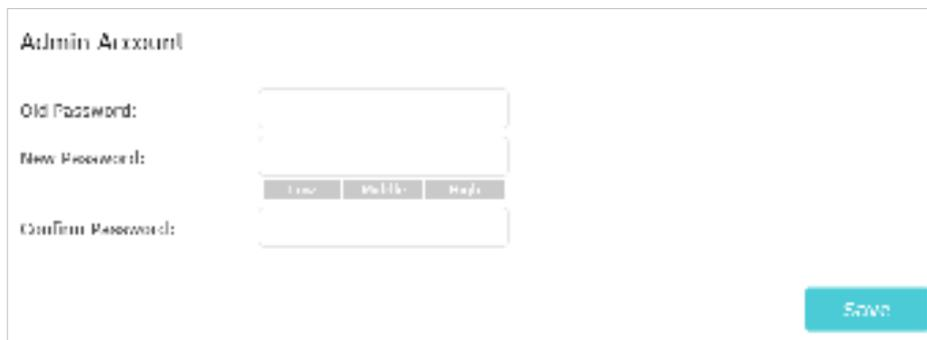 Admin Account
Old Password:
New Password:
Low Middle High
Confirm Password:
Save